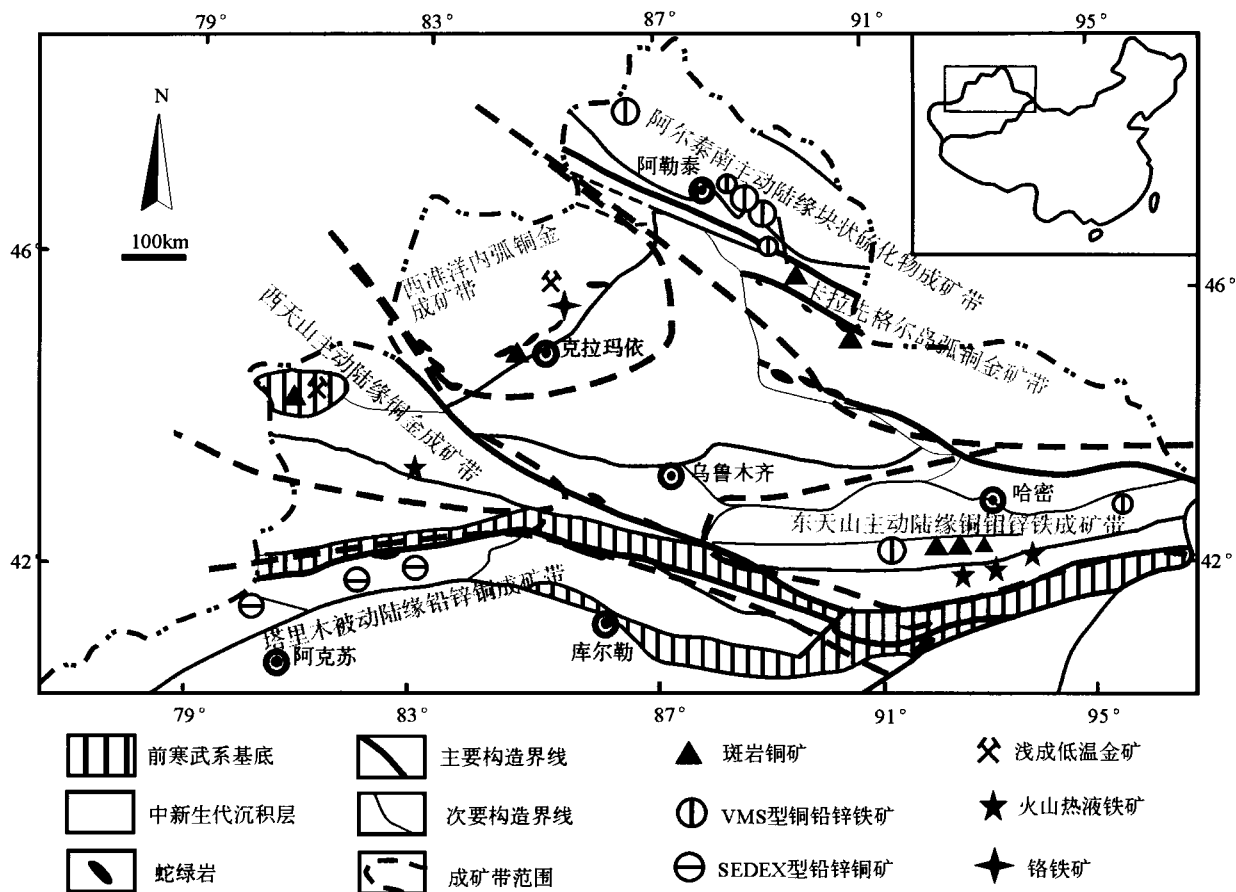 79° 83° 87° 91° 95°
N
100km
46°
46°
42°
42°
阿尔泰南主动陆缘块状硫化物成矿带
阿勒泰
西准洋内弧铜金
成矿带
卡拉先格尔岛弧铜金矿带
克拉玛依
西天山主动陆缘铜金成矿带
乌鲁木齐
哈密
东天山主动陆缘铜钼锌铁成矿带
塔里木被动陆缘铅锌铜成矿带
阿克苏
库尔勒
79° 83° 87° 91° 95°
前寒武系基底 主要构造界线 斑岩铜矿 浅成低温金矿
中新生代沉积层 次要构造界线 VMS型铜铅锌铁矿 火山热液铁矿
蛇绿岩 成矿带范围 SEDEX型铅锌铜矿 铬铁矿